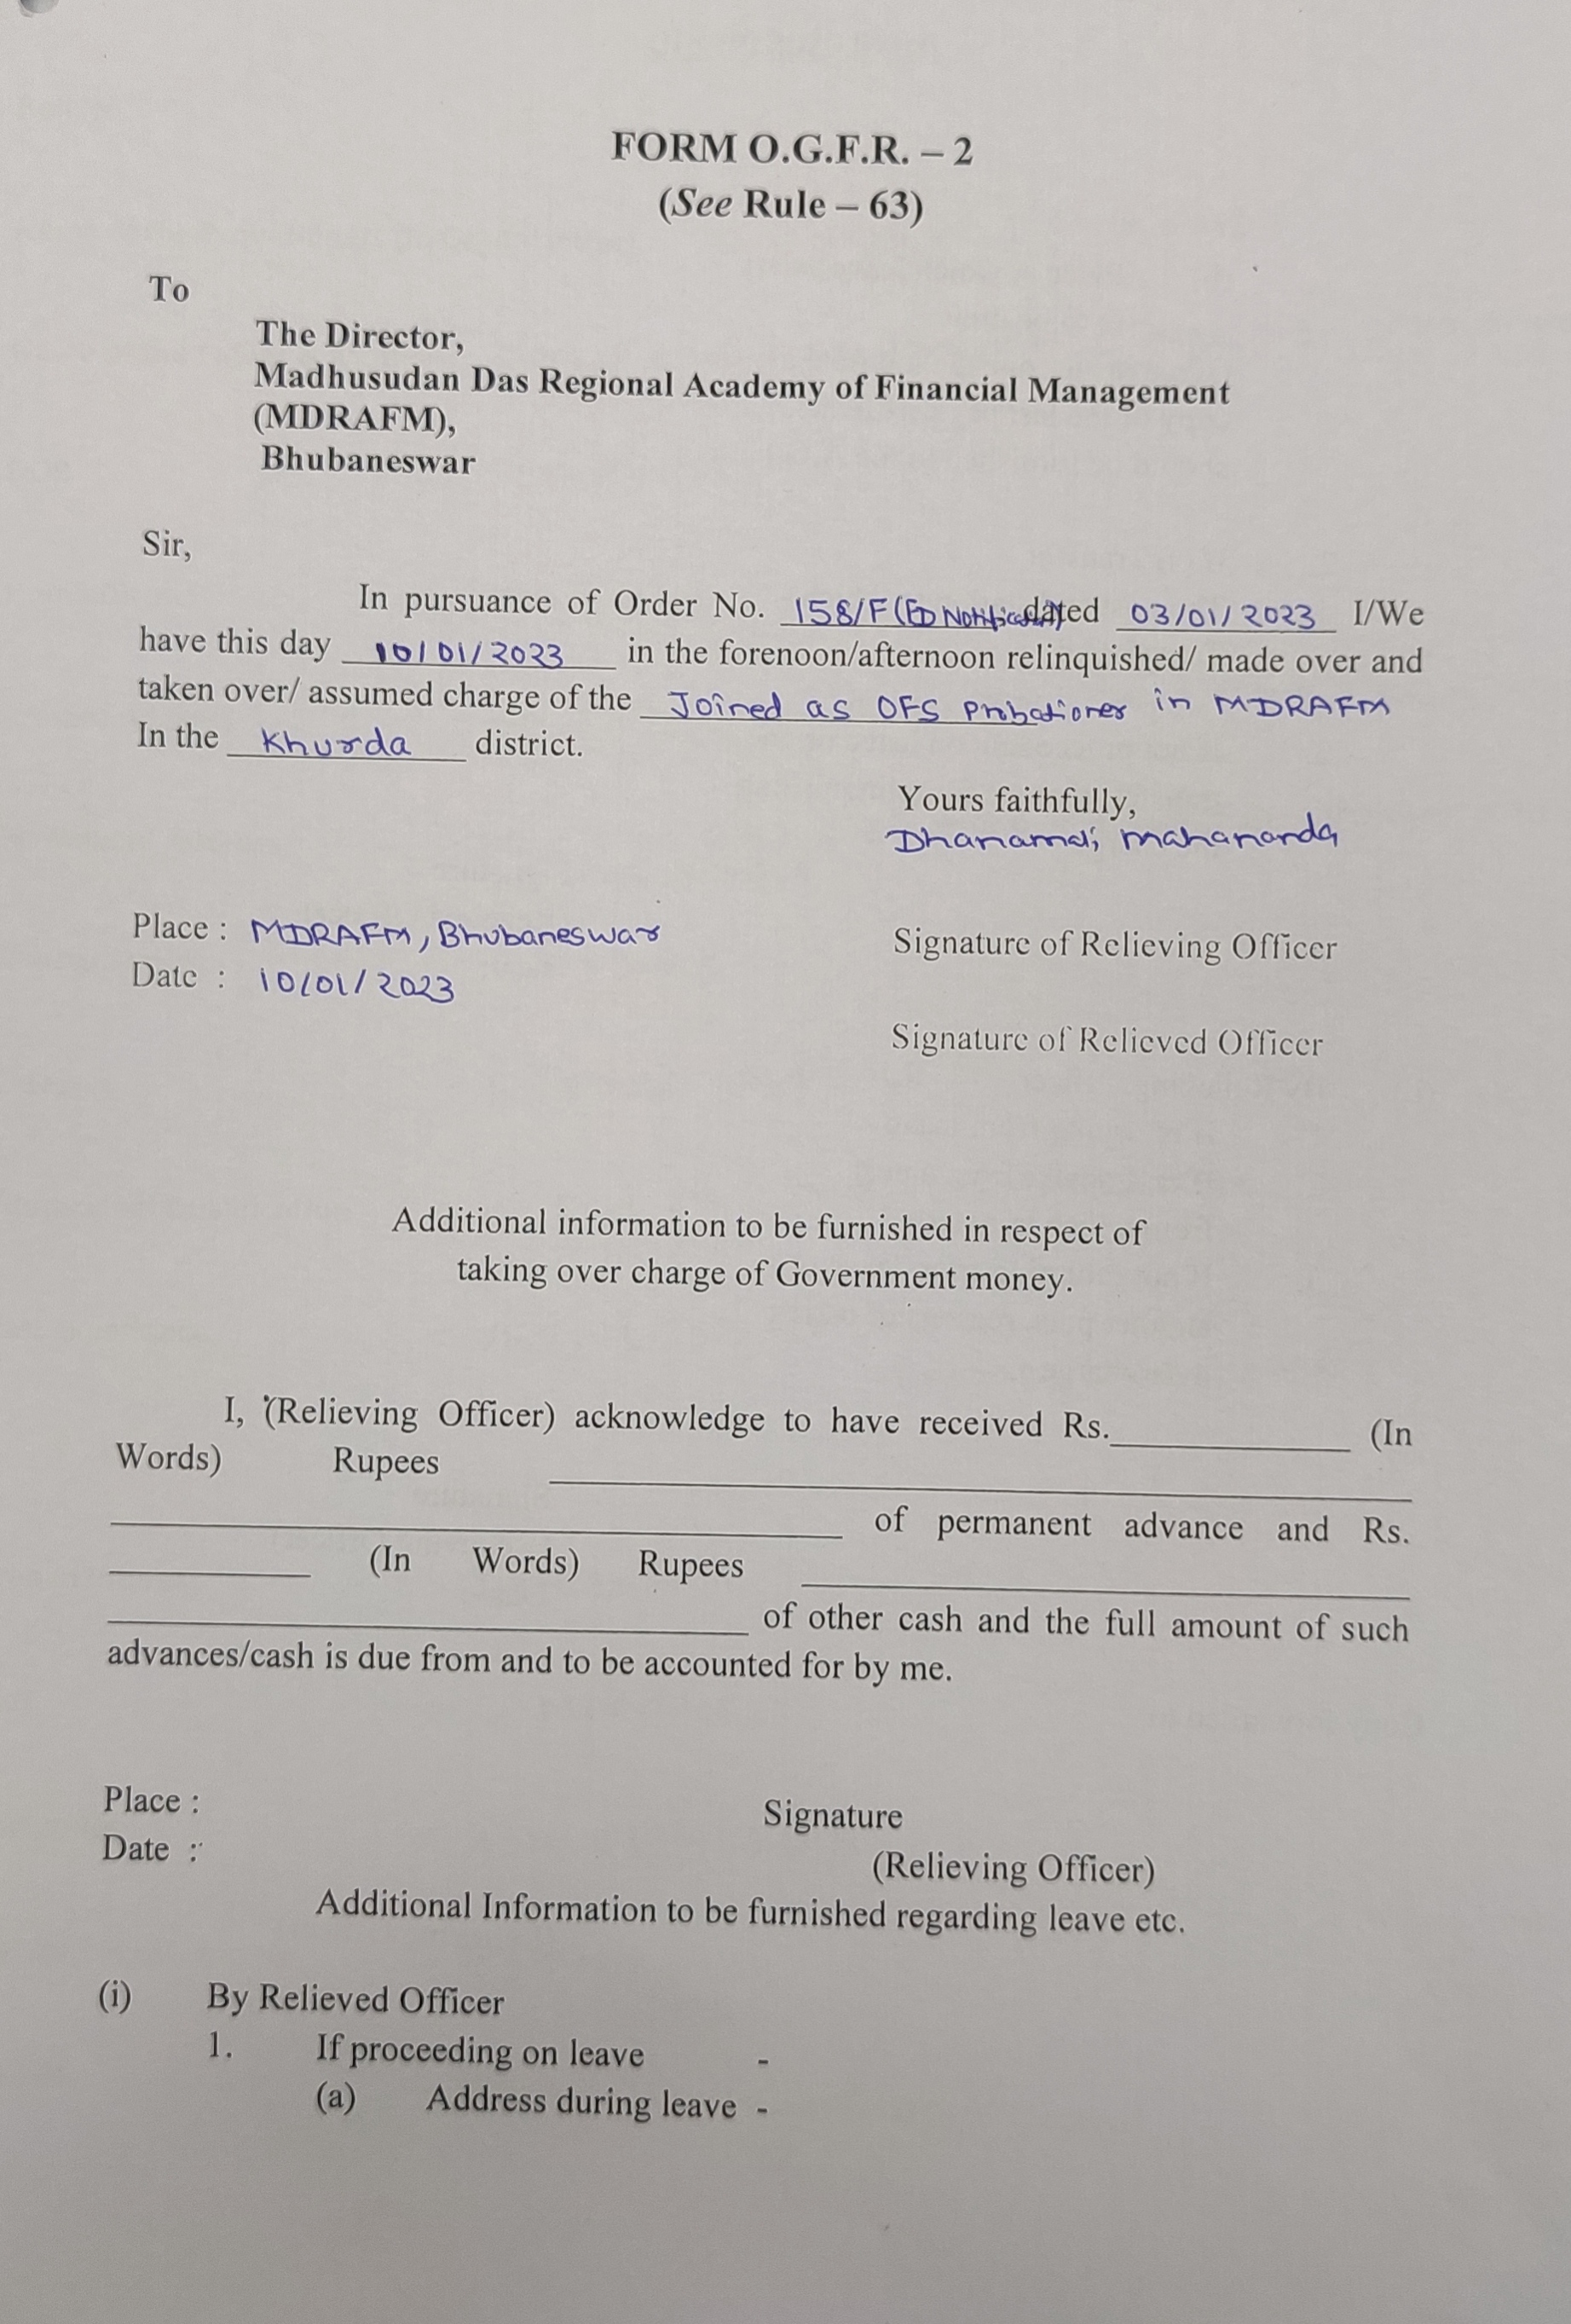 FORM O.G.F.R. – 2
(See Rule – 63)
To
The Director,
Madhusudan Das Regional Academy of Financial Management
(MDRAFM),
Bhubaneswar
Sir,
In pursuance of Order No. 158/F(ED Notification) dated 03/01/2023 I/We
have this day 10/01/2023 in the forenoon/afternoon relinquished/ made over and
taken over/ assumed charge of the Joined as OFS Probationer in MDRAFM
In the Khurda district.
Yours faithfully,
Dhanamali Mahananda
Place : MDRAFM, Bhubaneswar
Signature of Relieving Officer
Date : 10/01/2023
Signature of Relieved Officer
Additional information to be furnished in respect of
taking over charge of Government money.
I, (Relieving Officer) acknowledge to have received Rs. (In
Words) Rupees
of permanent advance and Rs.
(In Words) Rupees
of other cash and the full amount of such
advances/cash is due from and to be accounted for by me.
Place :
Signature
Date :
(Relieving Officer)
Additional Information to be furnished regarding leave etc.
(i) By Relieved Officer
1. If proceeding on leave -
(a) Address during leave -